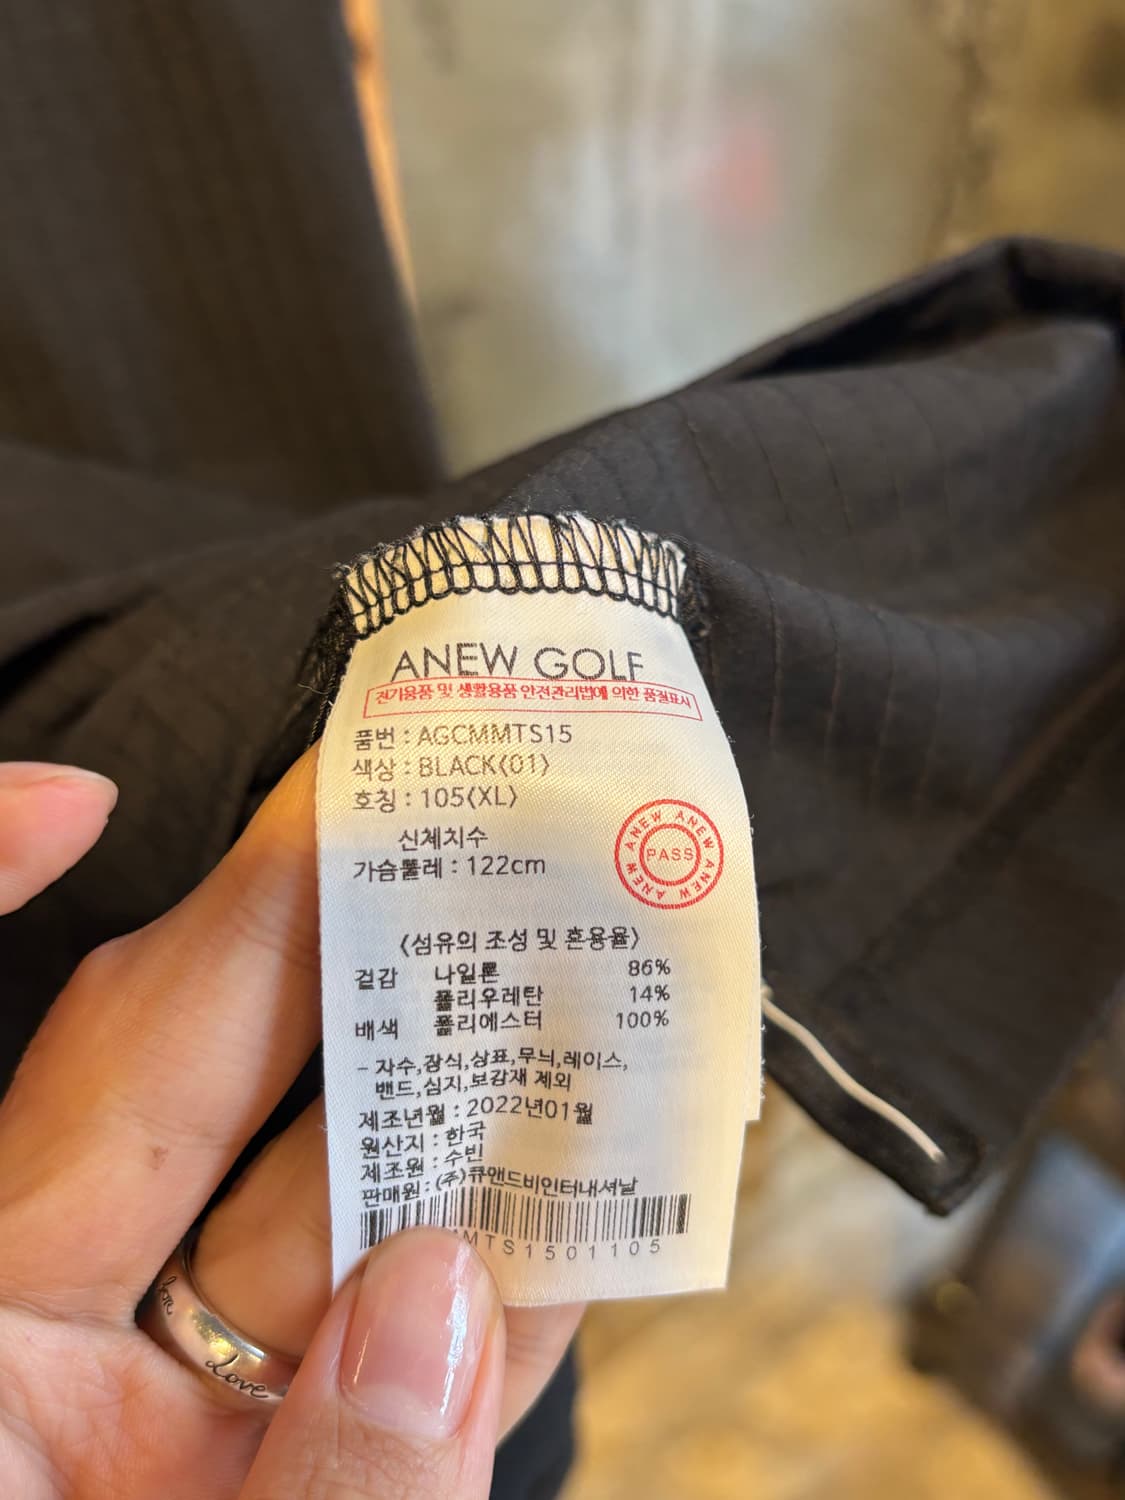 ANEW GOLF
전기용품 및 생활용품 안전관리법에 의한 품질표시
품번 : AGCMMTS15
색상 : BLACK(01)
호칭 : 105(XL)
신체치수
가슴둘레 : 122cm
ANEW ANEW ANEW ANEW
PASS
〈섬유의 조성 및 혼용율〉
겉감 나일론 86%
폴리우레탄 14%
배색 폴리에스터 100%
- 자수,장식,상표,무늬,레이스,
밴드,심지,보강재 제외
제조년월 : 2022년01월
원산지 : 한국
제조원 : 수빈
판매원 : (주)큐앤드비인터내셔날
MTS1501105
Love